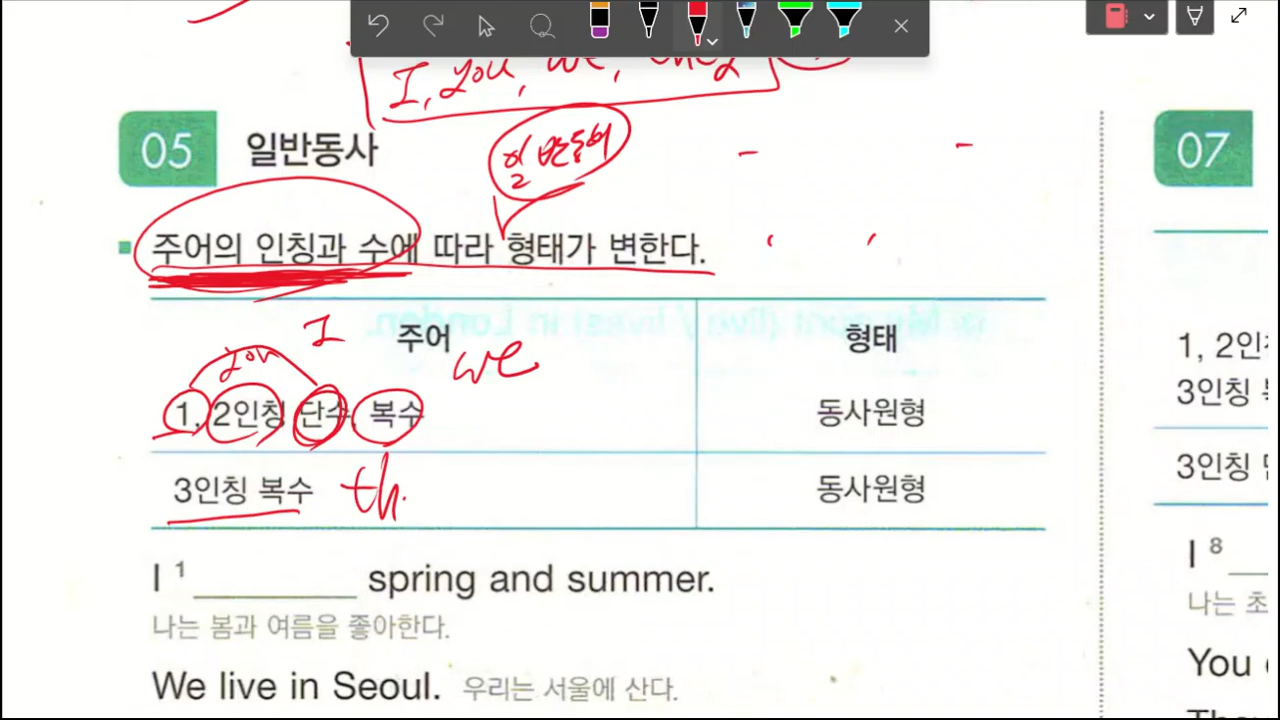 I, you, we, they
05 일반동사
일반동사
07
주어의 인칭과 수에 따라 형태가 변한다.
I
주어
형태
you
we
1, 2인칭 단수, 복수
동사원형
3인칭 복수
th
동사원형
I ¹ __________ spring and summer.
나는 봄과 여름을 좋아한다.
We live in Seoul. 우리는 서울에 산다.
1, 2인
3인칭
3인칭
I ⁸
나는 초
You